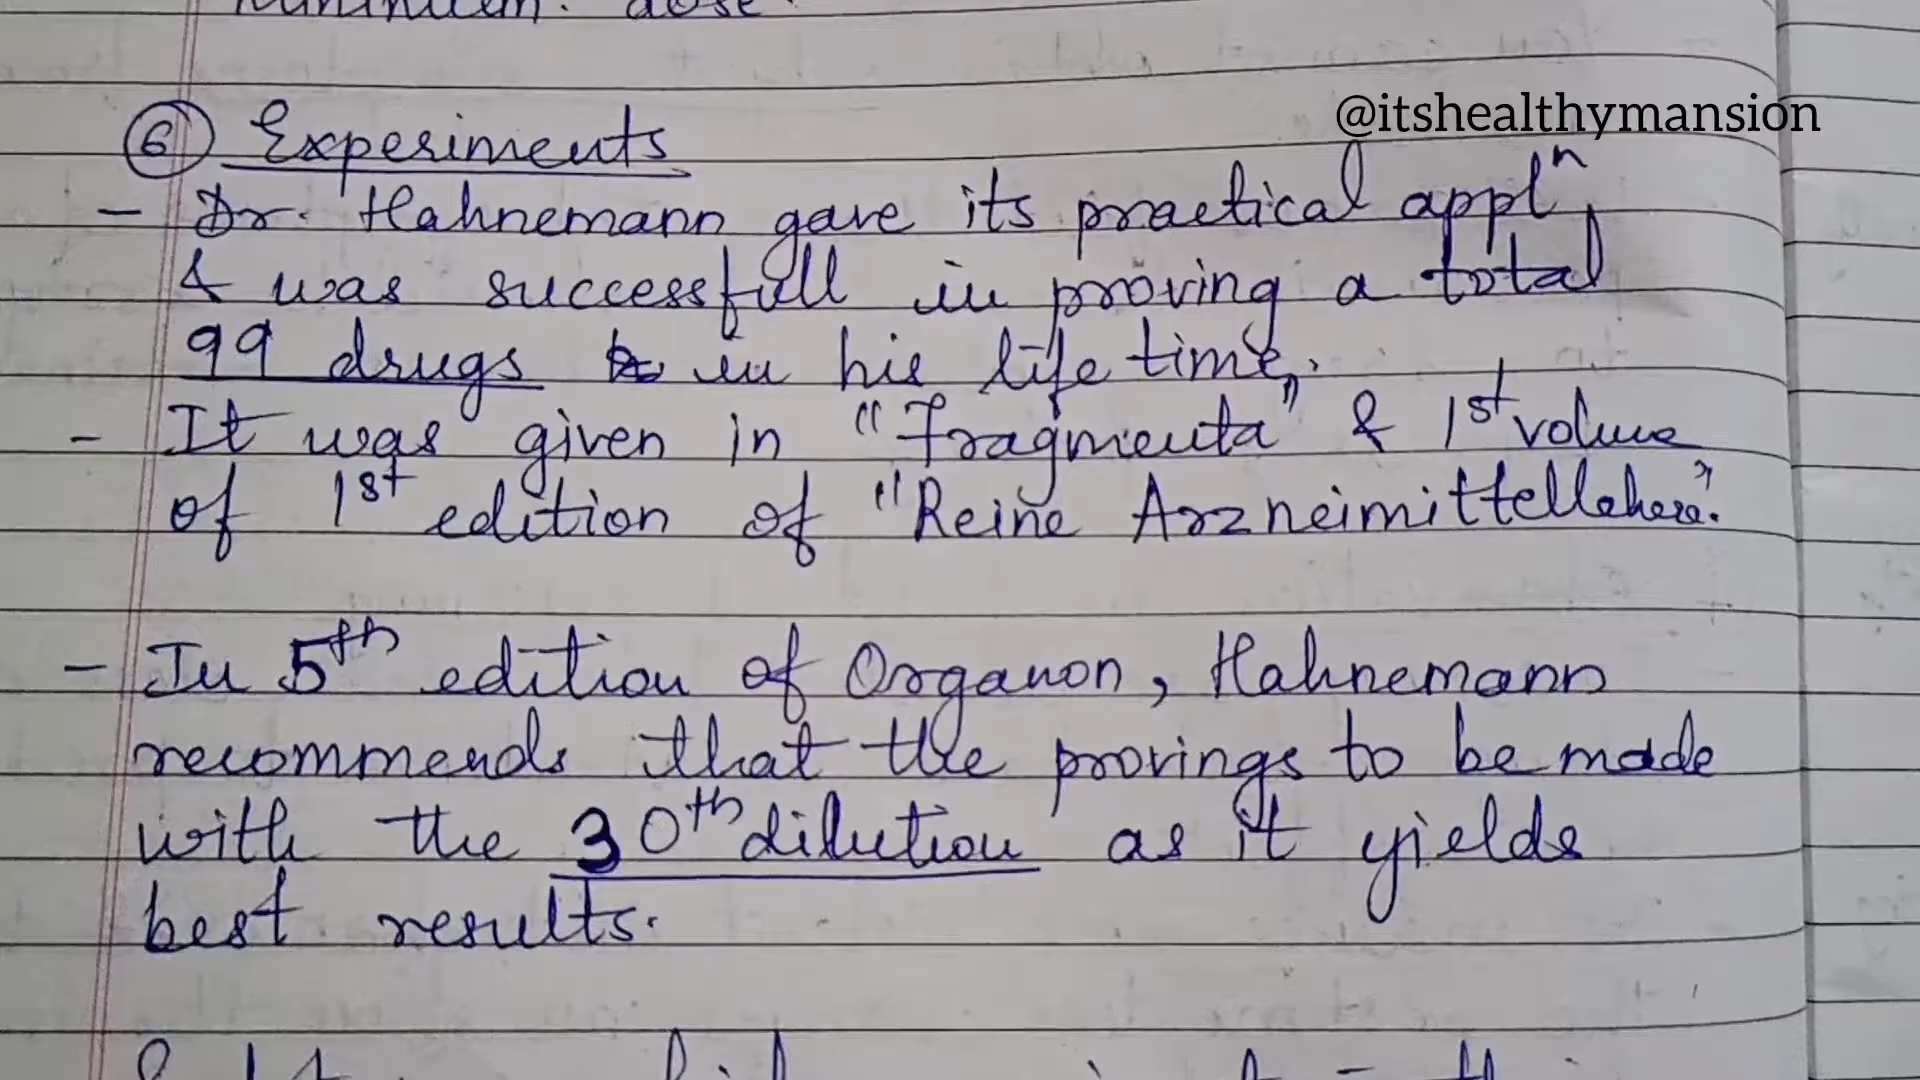 dose.
@itshealthymansion
⑥ Experiments
- Dr. Hahnemann gave its practical applⁿ,
& was successfull in proving a total
99 drugs in his life time.
- It was given in "Fragmenta" & 1st volume
of 1st edition of "Reine Arzneimittellehere".
- In 5th edition of Organon, Hahnemann
recommends that the provings to be made
with the 30th dilution as it yields
best results.